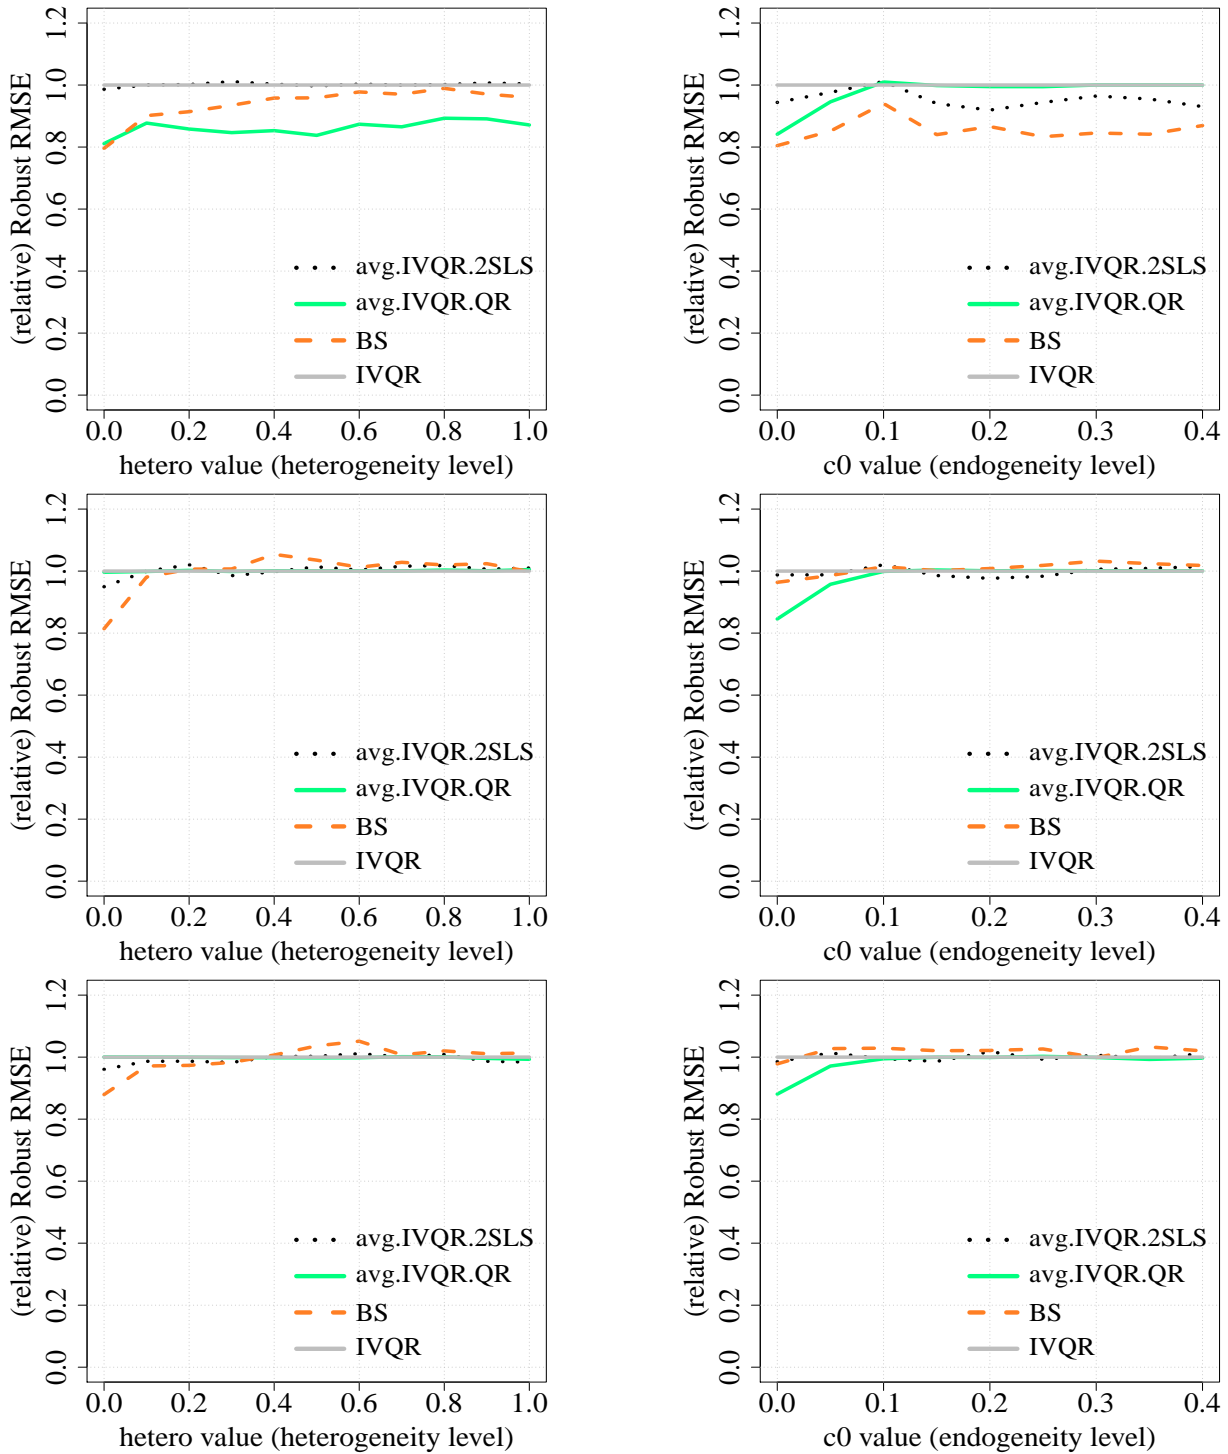 (relative) Robust RMSE
0.0 0.2 0.4 0.6 0.8 1.0 1.2
avg.IVQR.2SLS
avg.IVQR.QR
BS
IVQR
0.0 0.2 0.4 0.6 0.8 1.0
hetero value (heterogeneity level)
(relative) Robust RMSE
0.0 0.2 0.4 0.6 0.8 1.0 1.2
avg.IVQR.2SLS
avg.IVQR.QR
BS
IVQR
0.0 0.1 0.2 0.3 0.4
c0 value (endogeneity level)
(relative) Robust RMSE
0.0 0.2 0.4 0.6 0.8 1.0 1.2
avg.IVQR.2SLS
avg.IVQR.QR
BS
IVQR
0.0 0.2 0.4 0.6 0.8 1.0
hetero value (heterogeneity level)
(relative) Robust RMSE
0.0 0.2 0.4 0.6 0.8 1.0 1.2
avg.IVQR.2SLS
avg.IVQR.QR
BS
IVQR
0.0 0.1 0.2 0.3 0.4
c0 value (endogeneity level)
(relative) Robust RMSE
0.0 0.2 0.4 0.6 0.8 1.0 1.2
avg.IVQR.2SLS
avg.IVQR.QR
BS
IVQR
0.0 0.2 0.4 0.6 0.8 1.0
hetero value (heterogeneity level)
(relative) Robust RMSE
0.0 0.2 0.4 0.6 0.8 1.0 1.2
avg.IVQR.2SLS
avg.IVQR.QR
BS
IVQR
0.0 0.1 0.2 0.3 0.4
c0 value (endogeneity level)